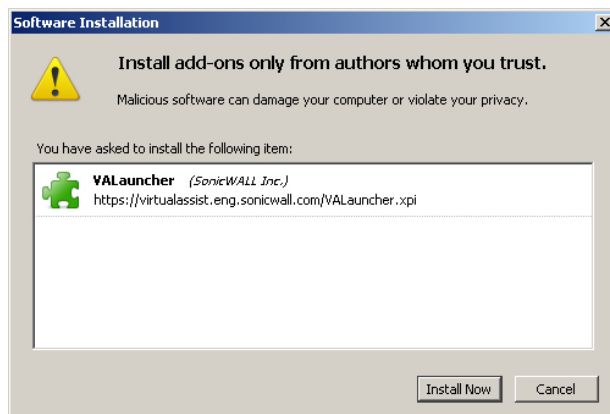 Software Installation
Install add-ons only from authors whom you trust.
Malicious software can damage your computer or violate your privacy.
You have asked to install the following item:
VALauncher (SonicWALL Inc.)
https://virtualassist.eng.sonicwall.com/VALauncher.xpi
Install Now Cancel